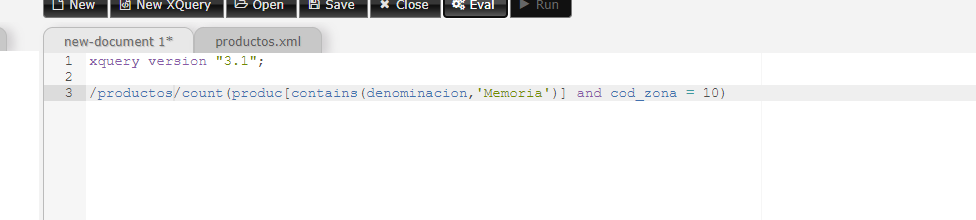 New New XQuery Open Save Close Eval Run
new-document 1* productos.xml
1 xquery version "3.1";
2
3 /productos/count(produc[contains(denominacion,'Memoria')] and cod_zona = 10)